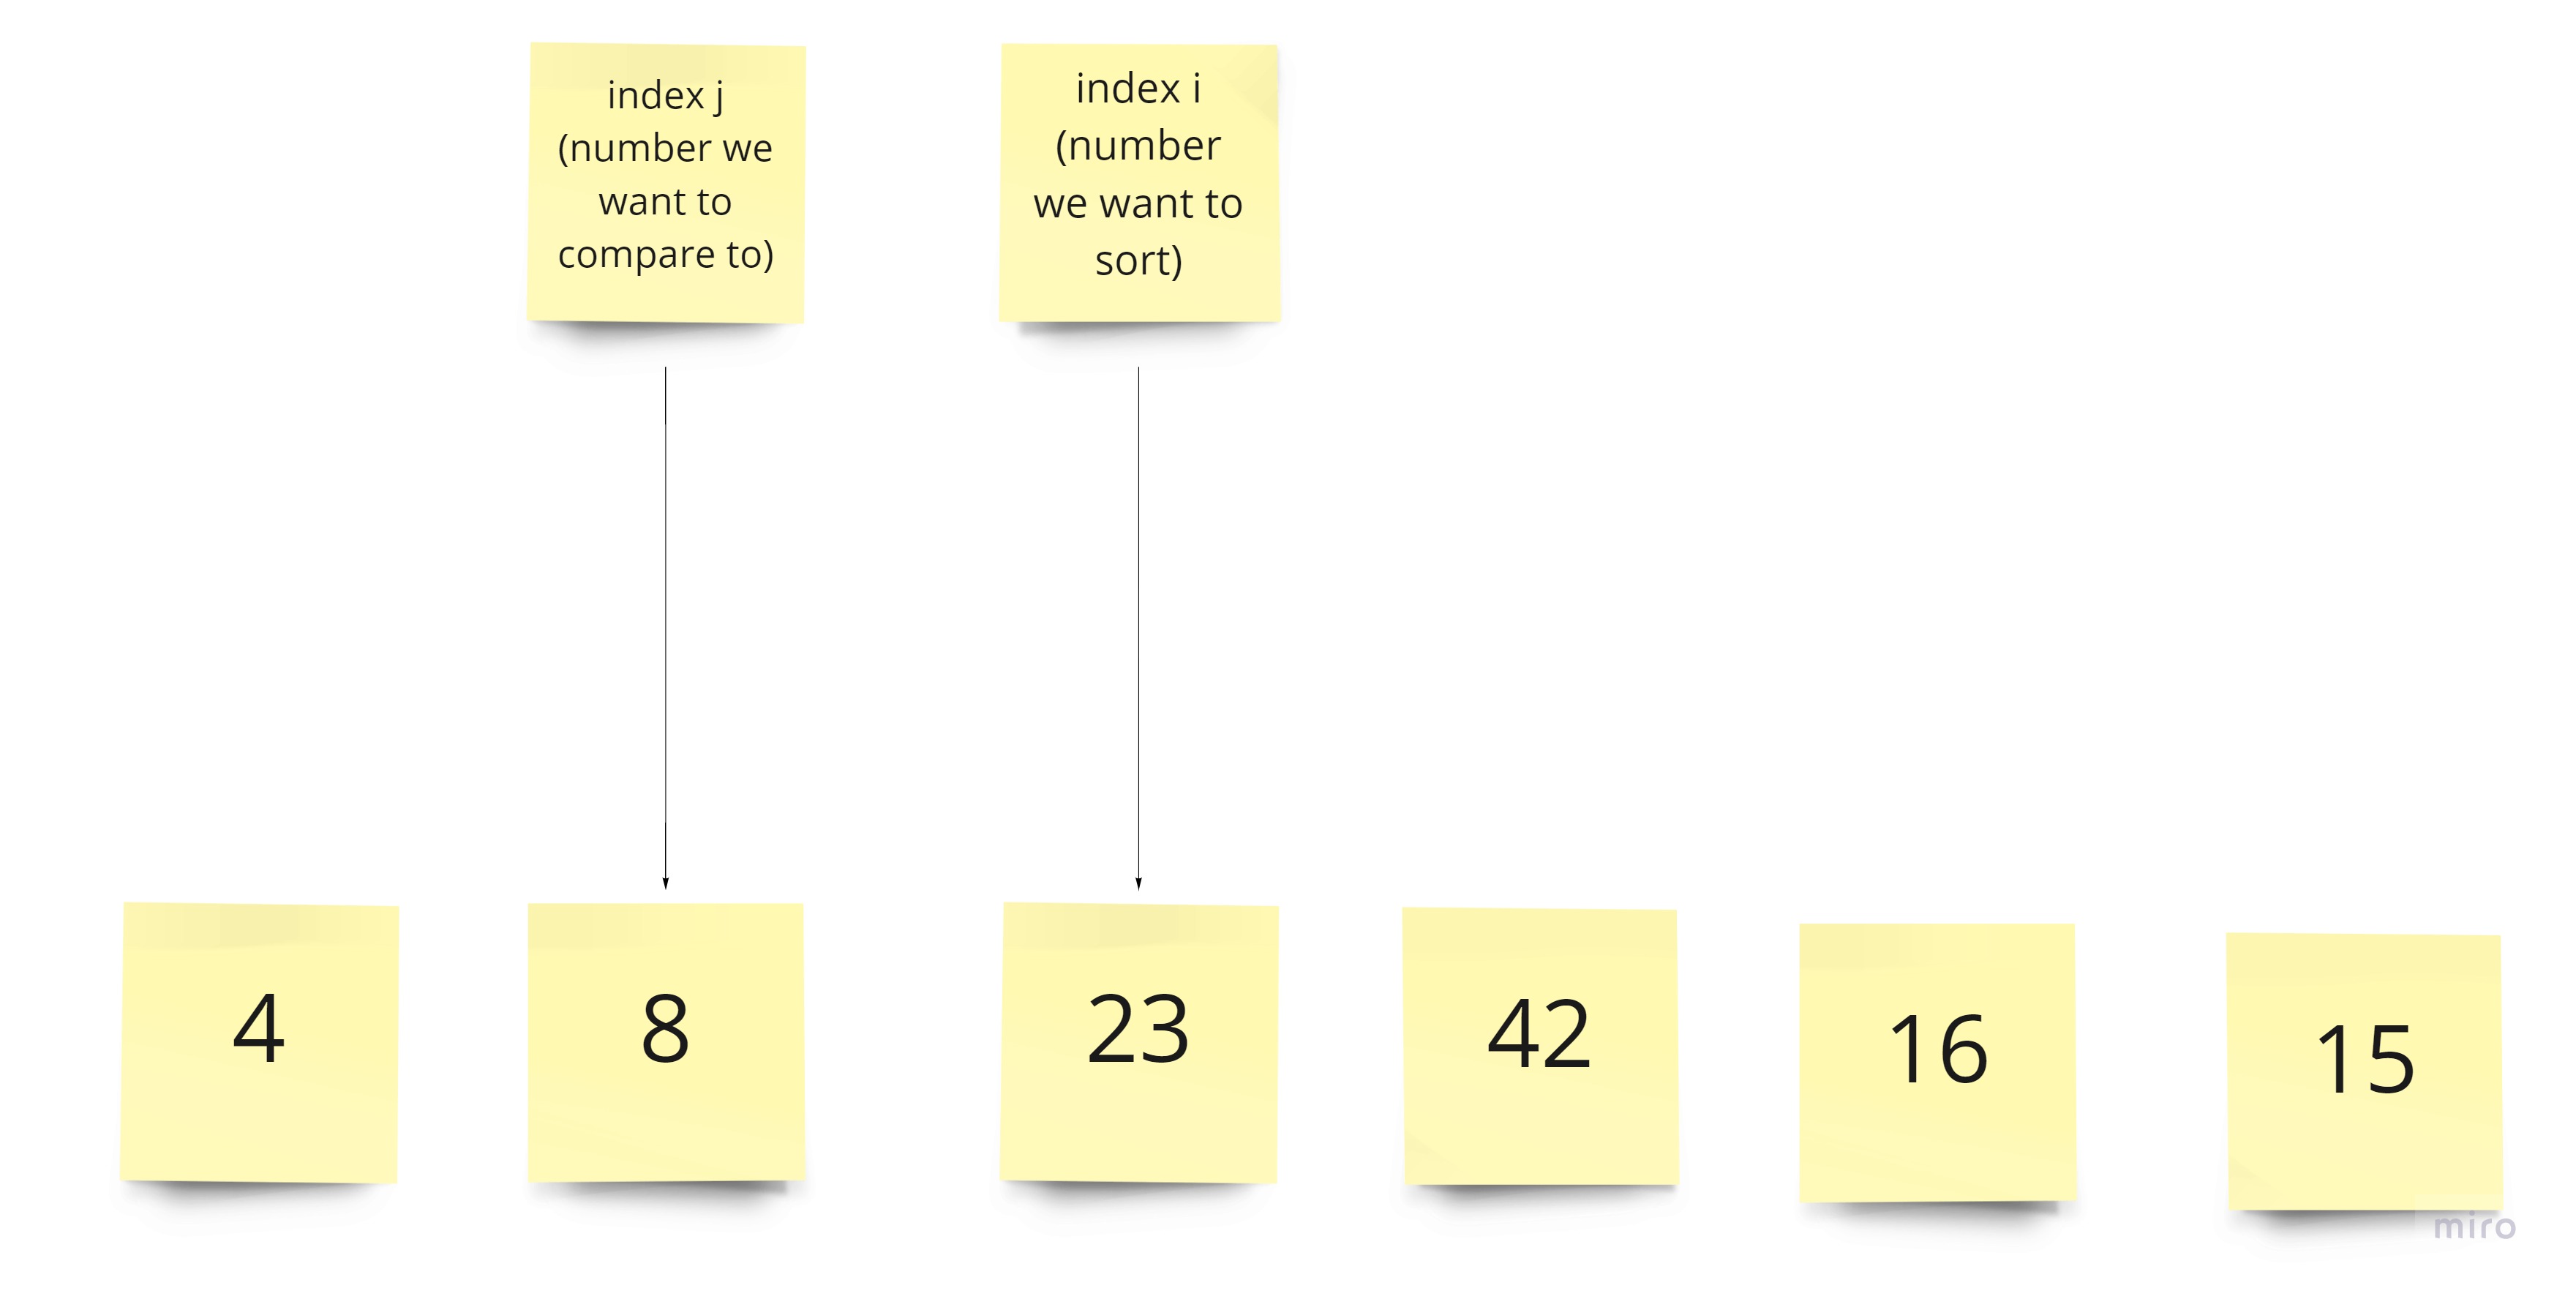 index j
(number we
want to
compare to)
index i
(number
we want to
sort)
4
8
23
42
16
15
miro